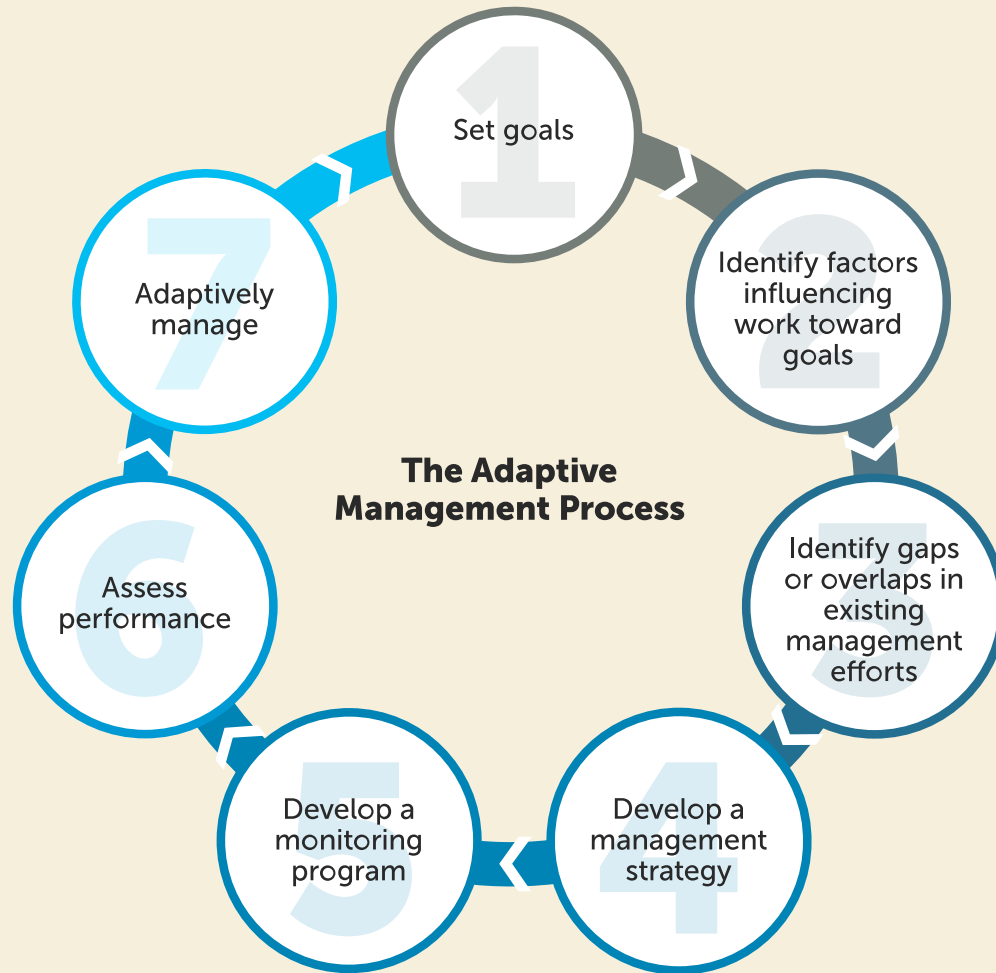 1
Set goals
2
Identify factors
influencing
work toward
goals
3
Identify gaps
or overlaps in
existing
management
efforts
4
Develop a
management
strategy
5
Develop a
monitoring
program
6
Assess
performance
7
Adaptively
manage
The Adaptive
Management Process